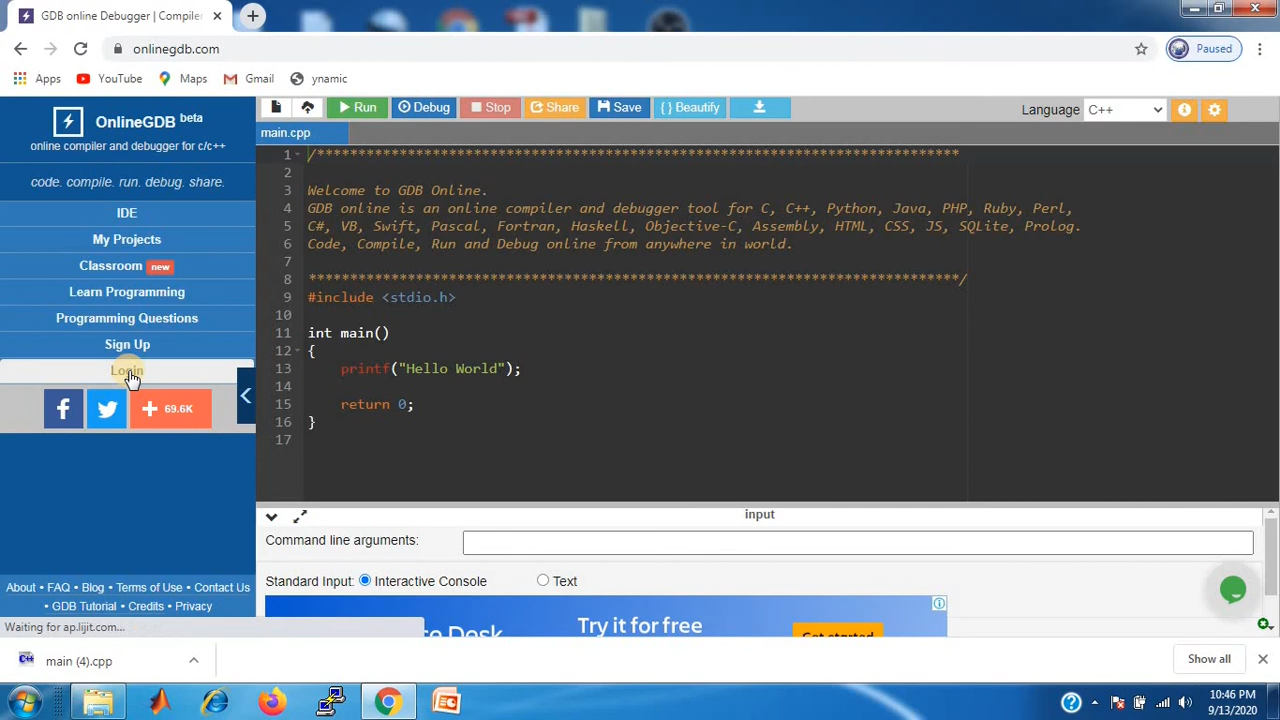 GDB online Debugger | Compiler
onlinegdb.com
Paused
Apps YouTube Maps Gmail ynamic
OnlineGDB beta
online compiler and debugger for c/c++
code. compile. run. debug. share.
IDE
My Projects
Classroom new
Learn Programming
Programming Questions
Sign Up
Login
69.6K
About • FAQ • Blog • Terms of Use • Contact Us
• GDB Tutorial • Credits • Privacy
Waiting for ap.lijit.com...
Run Debug Stop Share Save { } Beautify
Language C++
main.cpp
1 /******************************************************************************
2
3 Welcome to GDB Online.
4 GDB online is an online compiler and debugger tool for C, C++, Python, Java, PHP, Ruby, Perl,
5 C#, VB, Swift, Pascal, Fortran, Haskell, Objective-C, Assembly, HTML, CSS, JS, SQLite, Prolog.
6 Code, Compile, Run and Debug online from anywhere in world.
7
8 *******************************************************************************/
9 #include <stdio.h>
10
11 int main()
12 {
13 printf("Hello World");
14
15 return 0;
16 }
17
input
Command line arguments:
Standard Input: Interactive Console Text
Desk
Try it for free
Get started
main (4).cpp
Show all
10:46 PM
9/13/2020